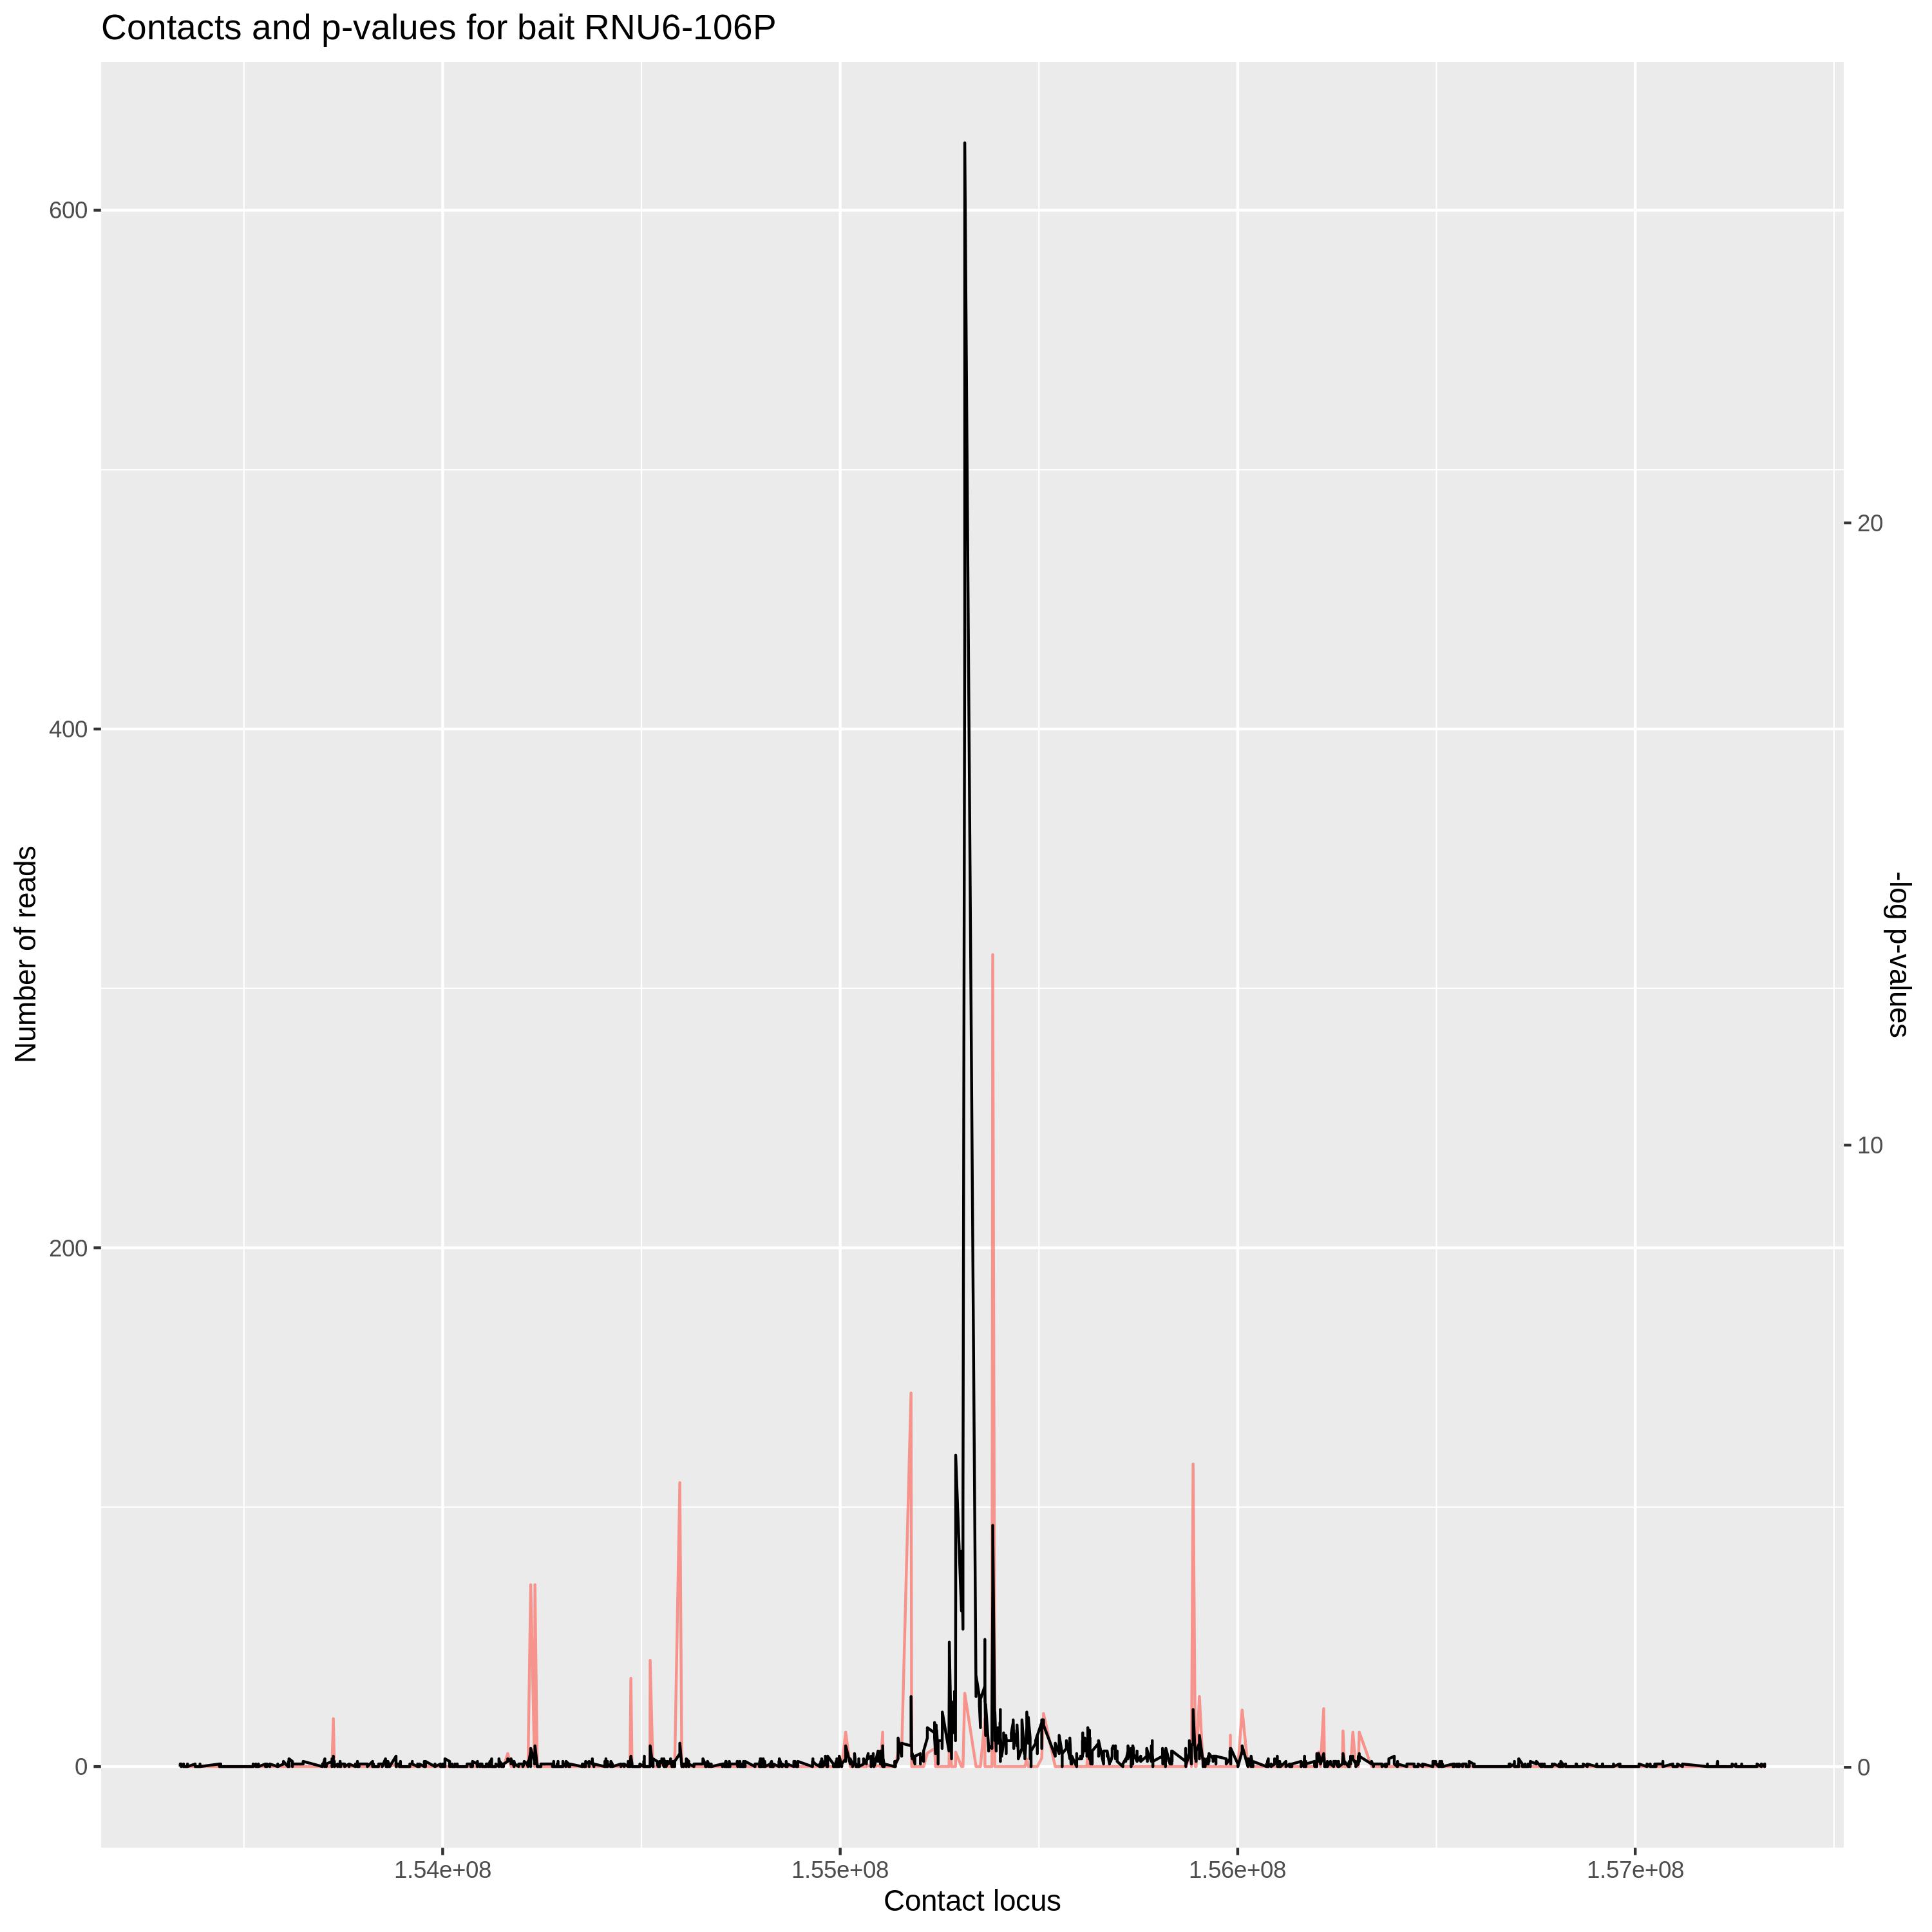 Contacts and p-values for bait RNU6-106P
600
400
200
0
Number of reads
20
10
0
-log p-values
1.54e+08
1.55e+08
1.56e+08
1.57e+08
Contact locus